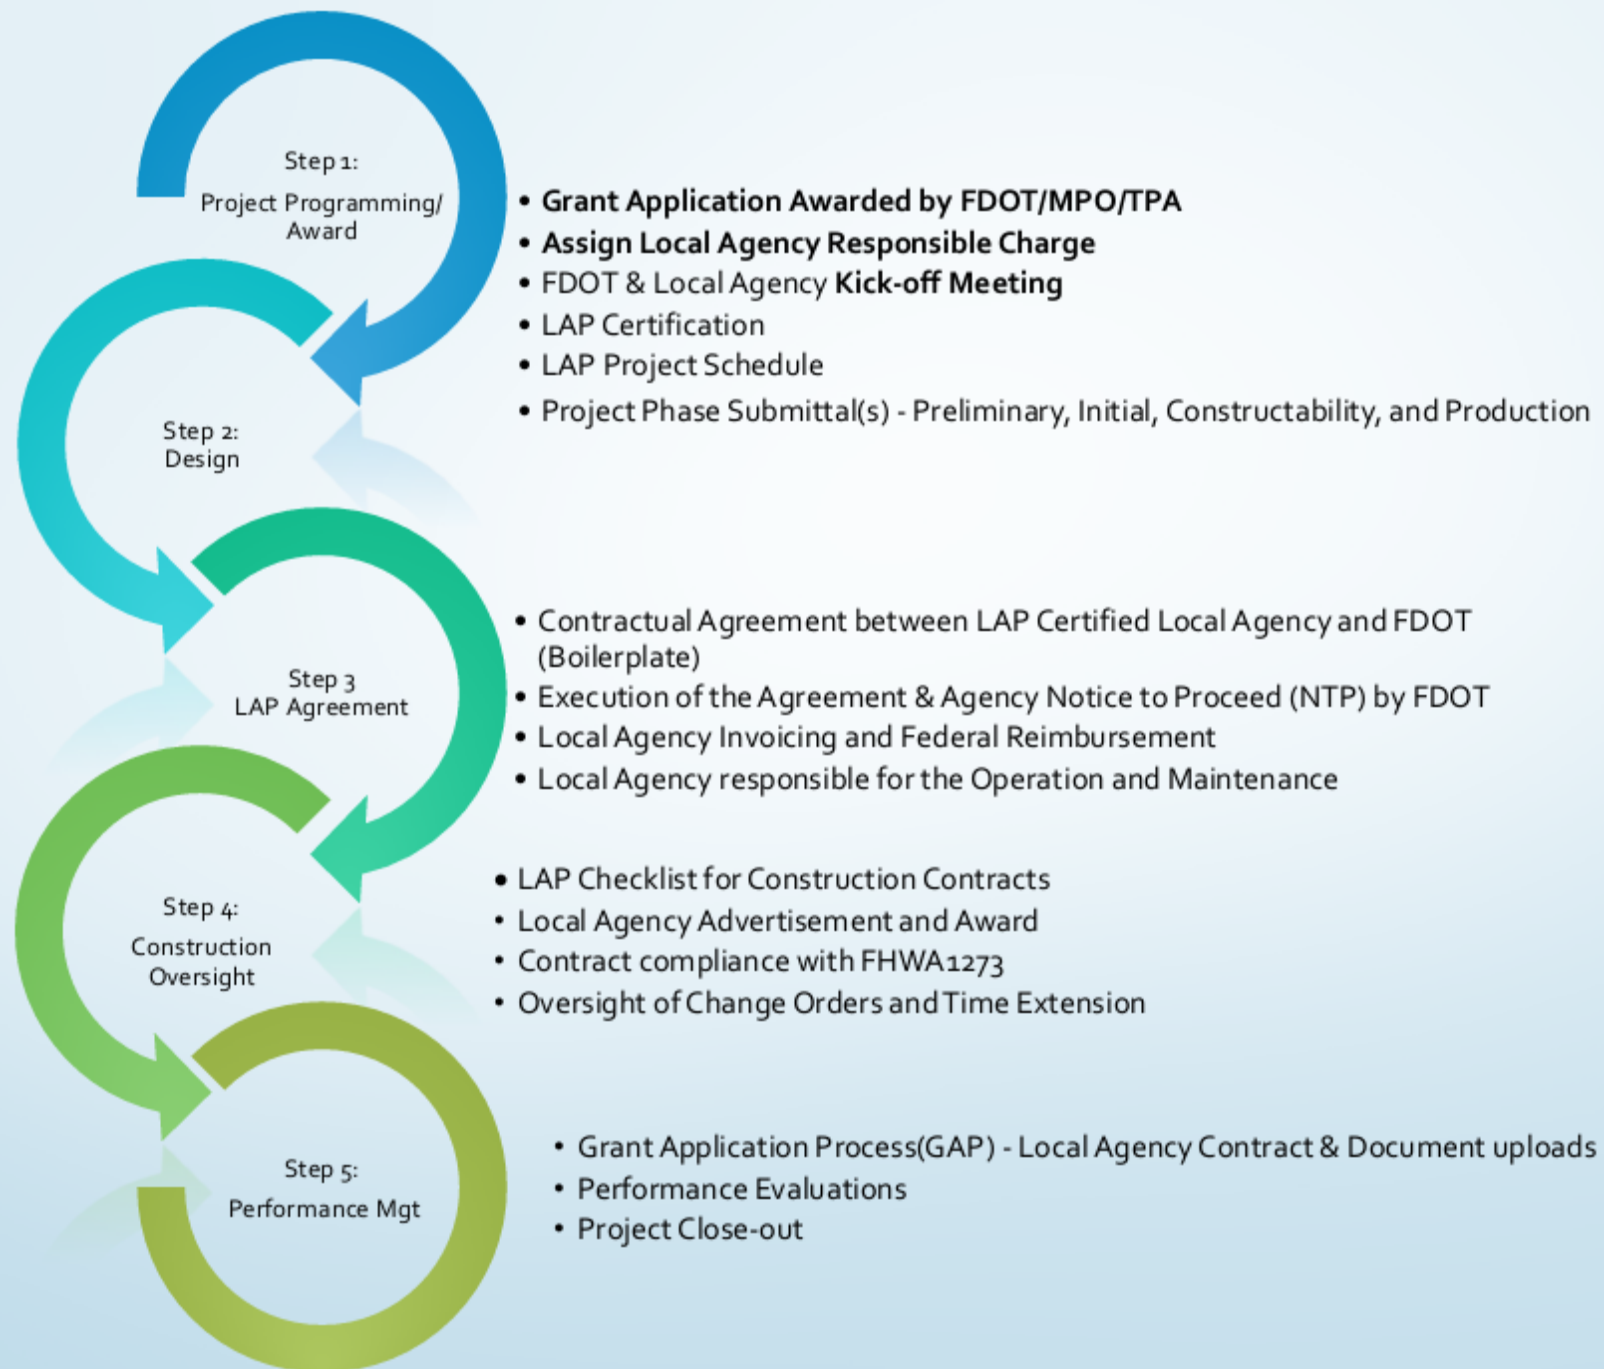 Step 1:
Project Programming/
Award
• Grant Application Awarded by FDOT/MPO/TPA
• Assign Local Agency Responsible Charge
• FDOT & Local Agency Kick-off Meeting
• LAP Certification
• LAP Project Schedule
• Project Phase Submittal(s) - Preliminary, Initial, Constructability, and Production
Step 2:
Design
Step 3
LAP Agreement
• Contractual Agreement between LAP Certified Local Agency and FDOT
(Boilerplate)
• Execution of the Agreement & Agency Notice to Proceed (NTP) by FDOT
• Local Agency Invoicing and Federal Reimbursement
• Local Agency responsible for the Operation and Maintenance
Step 4:
Construction
Oversight
• LAP Checklist for Construction Contracts
• Local Agency Advertisement and Award
• Contract compliance with FHWA1273
• Oversight of Change Orders and Time Extension
Step 5:
Performance Mgt
• Grant Application Process(GAP) - Local Agency Contract & Document uploads
• Performance Evaluations
• Project Close-out